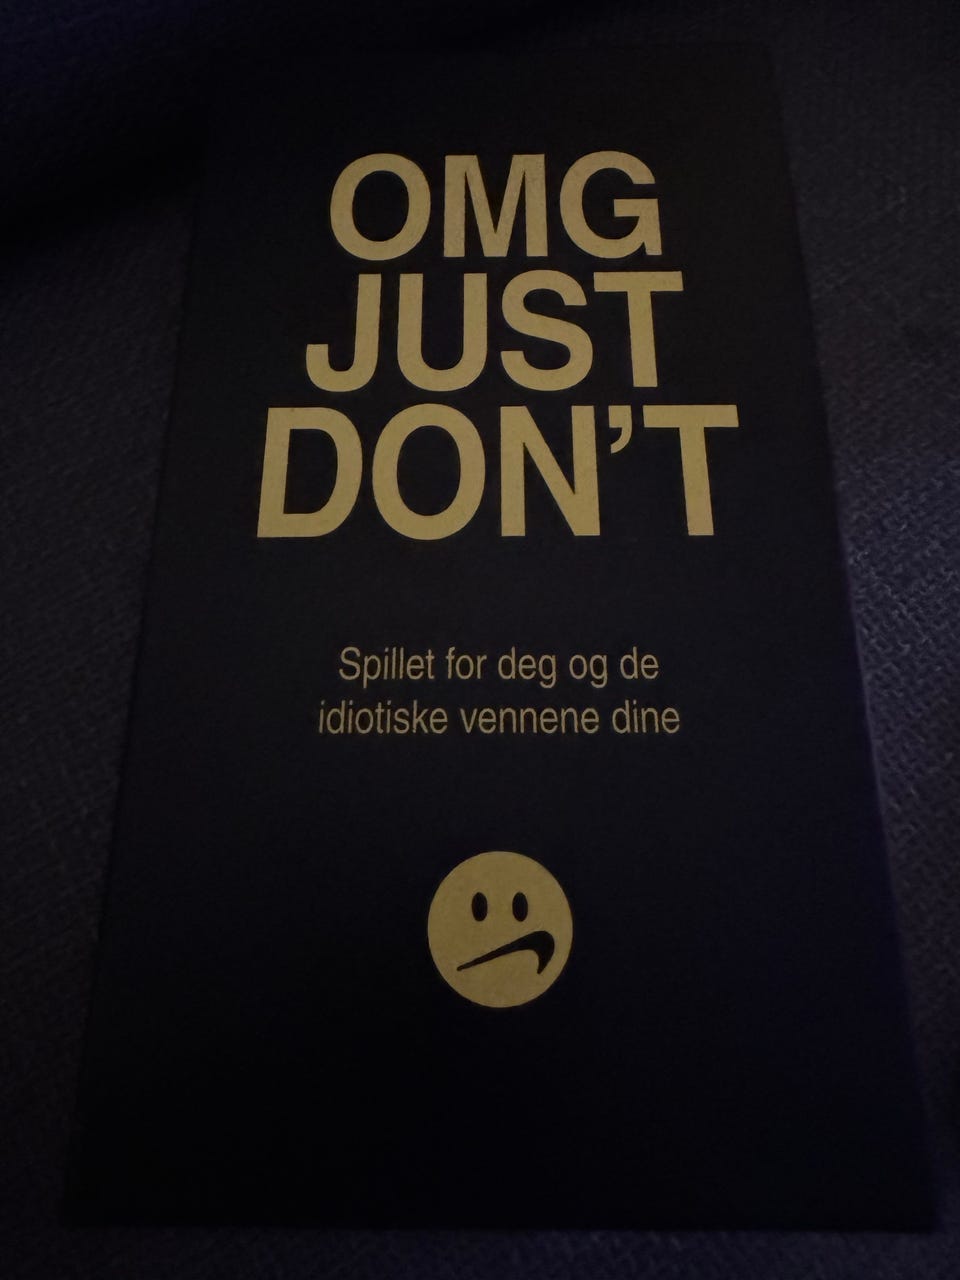 OMG
JUST
DON'T
Spillet for deg og de
idiotiske vennene dine